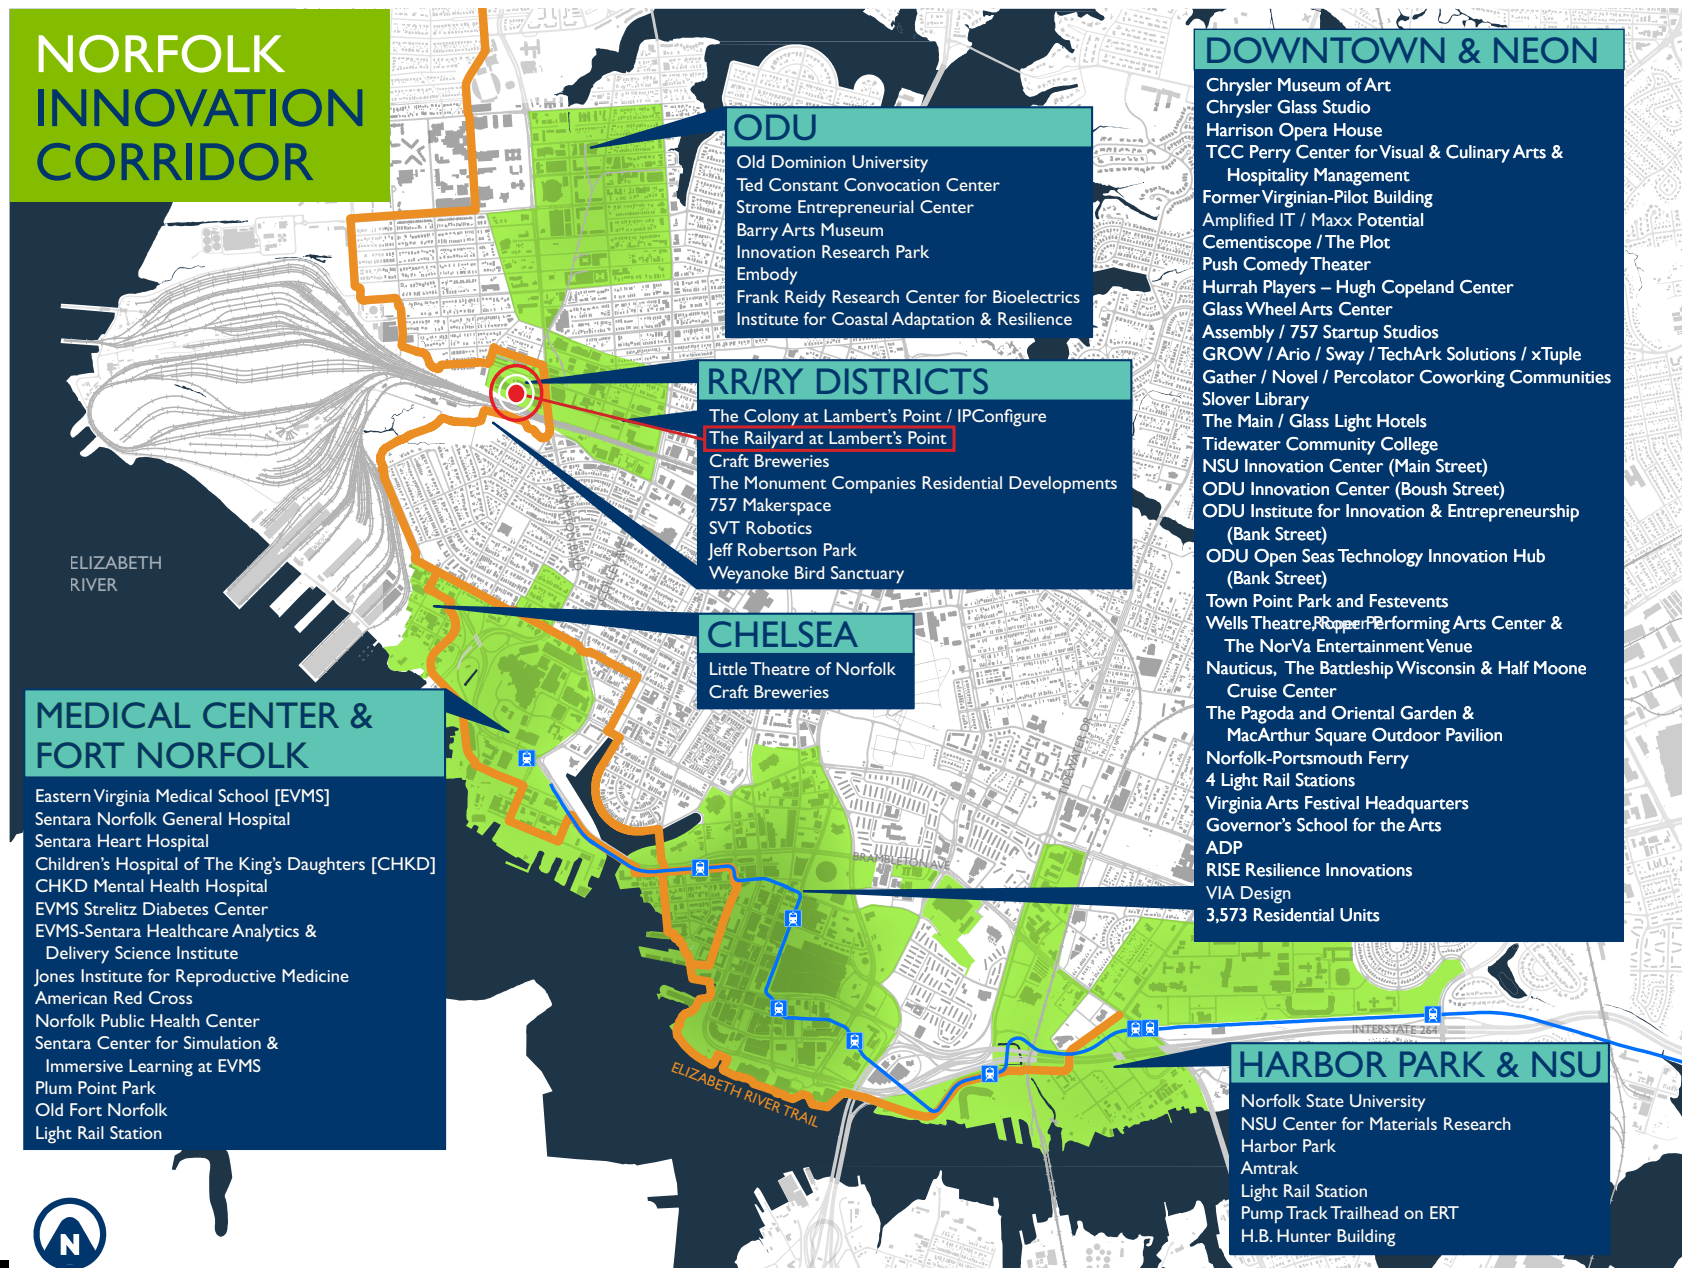 NORFOLK
INNOVATION
CORRIDOR
ODU
Old Dominion University
Ted Constant Convocation Center
Strome Entrepreneurial Center
Barry Arts Museum
Innovation Research Park
Embody
Frank Reidy Research Center for Bioelectrics
Institute for Coastal Adaptation & Resilience
RR/RY DISTRICTS
The Colony at Lambert's Point / IPConfigure
The Railyard at Lambert's Point
Craft Breweries
The Monument Companies Residential Developments
757 Makerspace
SVT Robotics
Jeff Robertson Park
Weyanoke Bird Sanctuary
CHELSEA
Little Theatre of Norfolk
Craft Breweries
ELIZABETH
RIVER
MEDICAL CENTER &
FORT NORFOLK
Eastern Virginia Medical School [EVMS]
Sentara Norfolk General Hospital
Sentara Heart Hospital
Children's Hospital of The King's Daughters [CHKD]
CHKD Mental Health Hospital
EVMS Strelitz Diabetes Center
EVMS-Sentara Healthcare Analytics &
Delivery Science Institute
Jones Institute for Reproductive Medicine
American Red Cross
Norfolk Public Health Center
Sentara Center for Simulation &
Immersive Learning at EVMS
Plum Point Park
Old Fort Norfolk
Light Rail Station
DOWNTOWN & NEON
Chrysler Museum of Art
Chrysler Glass Studio
Harrison Opera House
TCC Perry Center for Visual & Culinary Arts &
Hospitality Management
Former Virginian-Pilot Building
Amplified IT / Maxx Potential
Cementiscope / The Plot
Push Comedy Theater
Hurrah Players – Hugh Copeland Center
Glass Wheel Arts Center
Assembly / 757 Startup Studios
GROW / Ario / Sway / TechArk Solutions / xTuple
Gather / Novel / Percolator Coworking Communities
Slover Library
The Main / Glass Light Hotels
Tidewater Community College
NSU Innovation Center (Main Street)
ODU Innovation Center (Boush Street)
ODU Institute for Innovation & Entrepreneurship
(Bank Street)
ODU Open Seas Technology Innovation Hub
(Bank Street)
Town Point Park and Festevents
Wells Theatre, Roper Performing Arts Center &
The NorVa Entertainment Venue
Nauticus, The Battleship Wisconsin & Half Moone
Cruise Center
The Pagoda and Oriental Garden &
MacArthur Square Outdoor Pavilion
Norfolk-Portsmouth Ferry
4 Light Rail Stations
Virginia Arts Festival Headquarters
Governor's School for the Arts
ADP
RISE Resilience Innovations
VIA Design
3,573 Residential Units
TIDEWATER DR
BRAMBLETON AVE
INTERSTATE 264
ELIZABETH RIVER TRAIL
HARBOR PARK & NSU
Norfolk State University
NSU Center for Materials Research
Harbor Park
Amtrak
Light Rail Station
Pump Track Trailhead on ERT
H.B. Hunter Building
N